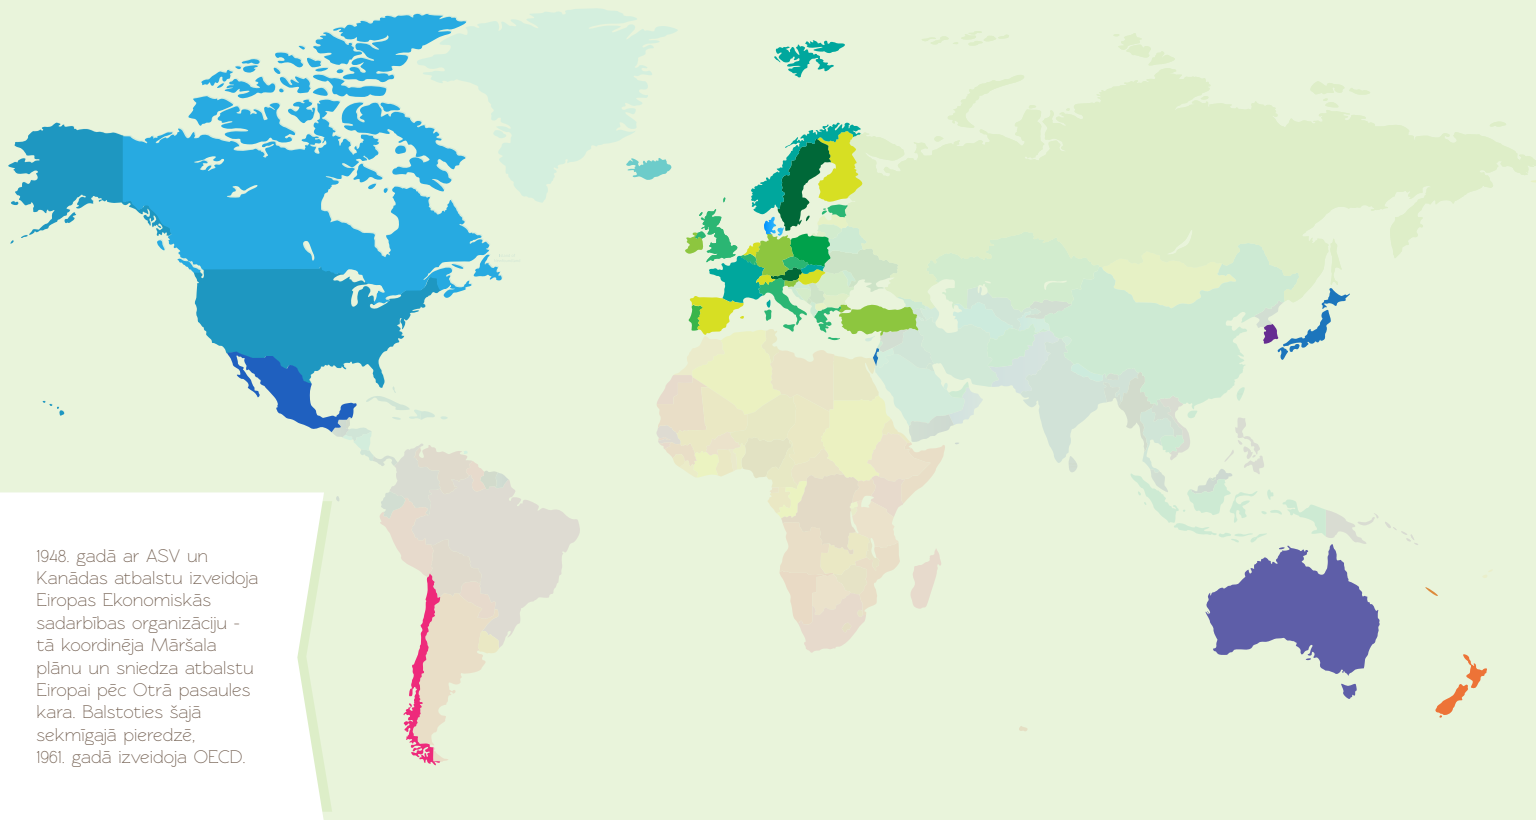 1948. gadā ar ASV un
Kanādas atbalstu izveidoja
Eiropas Ekonomiskās
sadarbības organizāciju -
tā koordinēja Māršala
plānu un sniedza atbalstu
Eiropai pēc Otrā pasaules
kara. Balstoties šajā
sekmīgajā pieredzē,
1961. gadā izveidoja OECD.